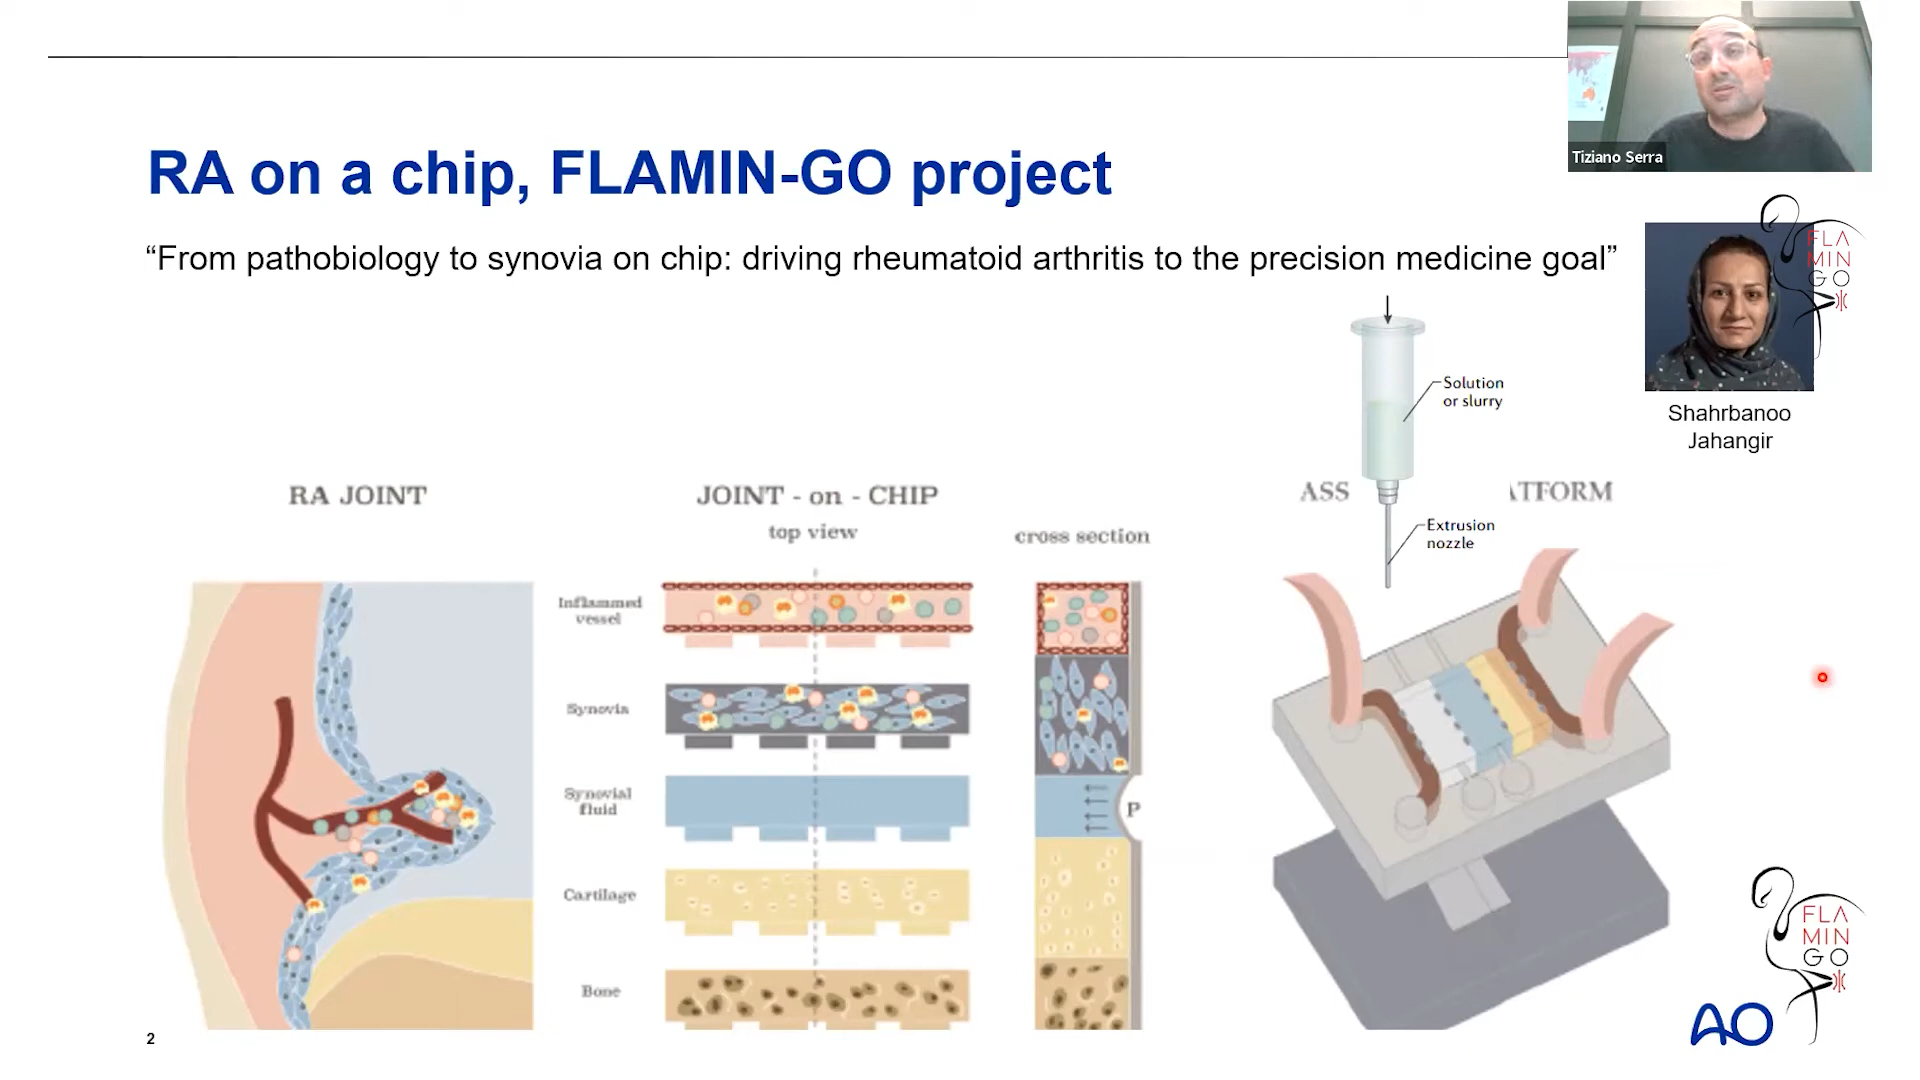 Tiziano Serra
RA on a chip, FLAMIN-GO project
“From pathobiology to synovia on chip: driving rheumatoid arthritis to the precision medicine goal”
FLA
MIN
GO
Shahrbanoo
Jahangir
Solution
or slurry
Extrusion
nozzle
RA JOINT
JOINT - on - CHIP
top view
cross section
ASS
ATFORM
Inflammed
vessel
Synovia
Synovial
fluid
P
Cartilage
Bone
FLA
MIN
GO
AO
2